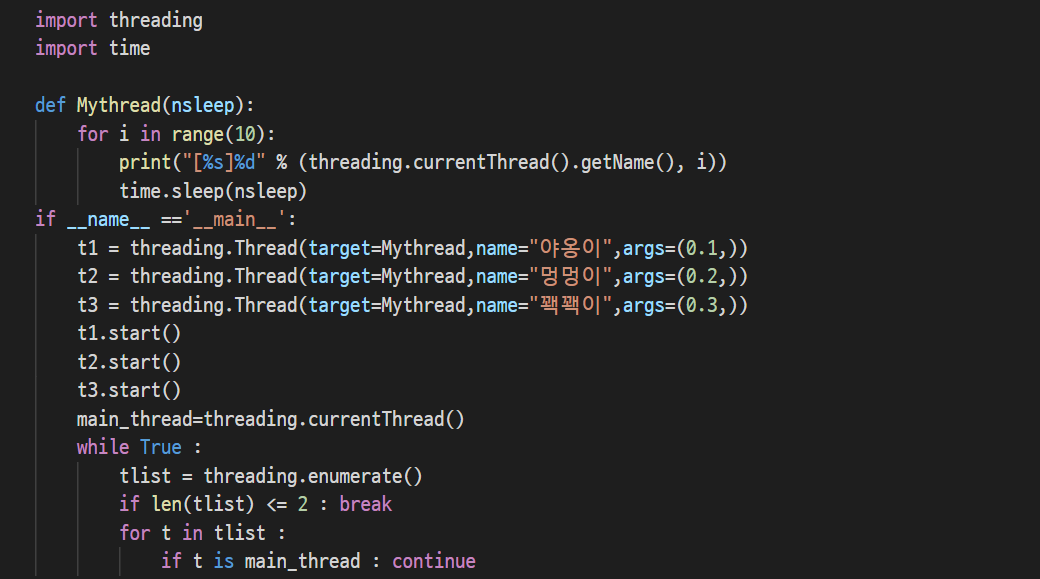 import threading
import time
def Mythread(nsleep):
    for i in range(10):
        print("[%s]%d" % (threading.currentThread().getName(), i))
        time.sleep(nsleep)
if __name__ =='__main__':
    t1 = threading.Thread(target=Mythread,name="야옹이",args=(0.1,))
    t2 = threading.Thread(target=Mythread,name="멍멍이",args=(0.2,))
    t3 = threading.Thread(target=Mythread,name="꽥꽥이",args=(0.3,))
    t1.start()
    t2.start()
    t3.start()
    main_thread=threading.currentThread()
    while True :
        tlist = threading.enumerate()
        if len(tlist) <= 2 : break
        for t in tlist :
            if t is main_thread : continue